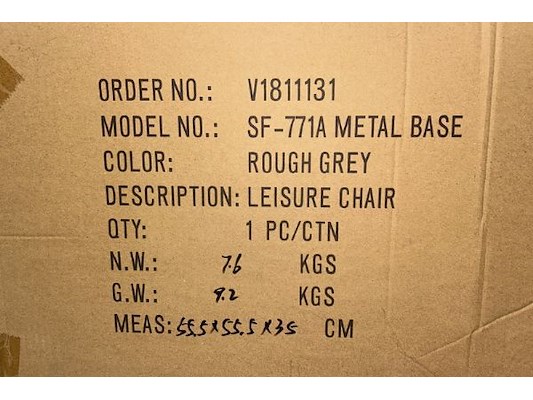 ORDER NO.: V1811131
MODEL NO.: SF-771A METAL BASE
COLOR: ROUGH GREY
DESCRIPTION: LEISURE CHAIR
QTY: 1 PC/CTN
N.W.: 7.6 KGS
G.W.: 9.2 KGS
MEAS: 55.5x55.5x35 CM